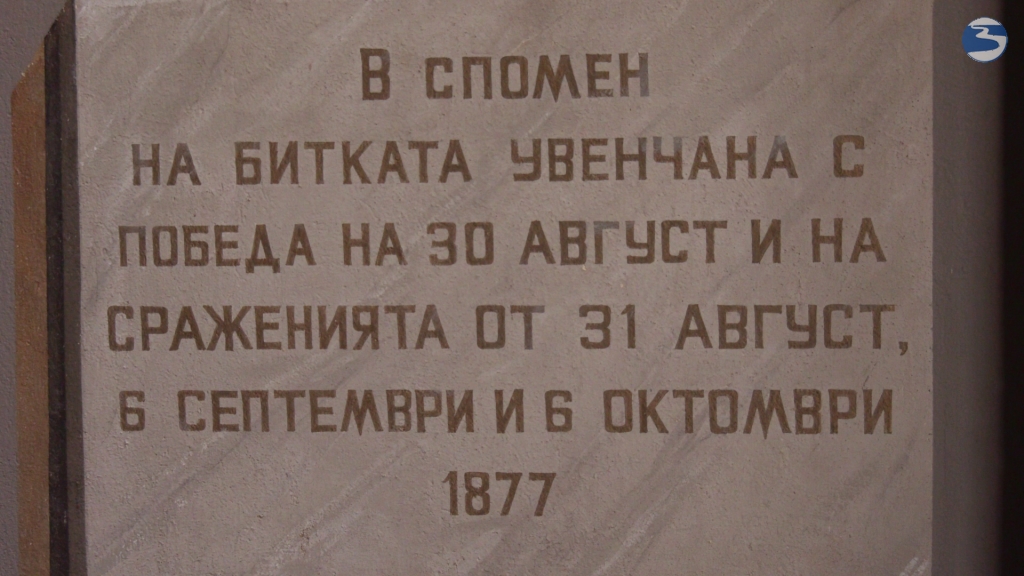 В СПОМЕН
НА БИТКАТА УВЕНЧАНА С
ПОБЕДА НА 30 АВГУСТ И НА
СРАЖЕНИЯТА ОТ 31 АВГУСТ,
6 СЕПТЕМВРИ И 6 ОКТОМВРИ
1877